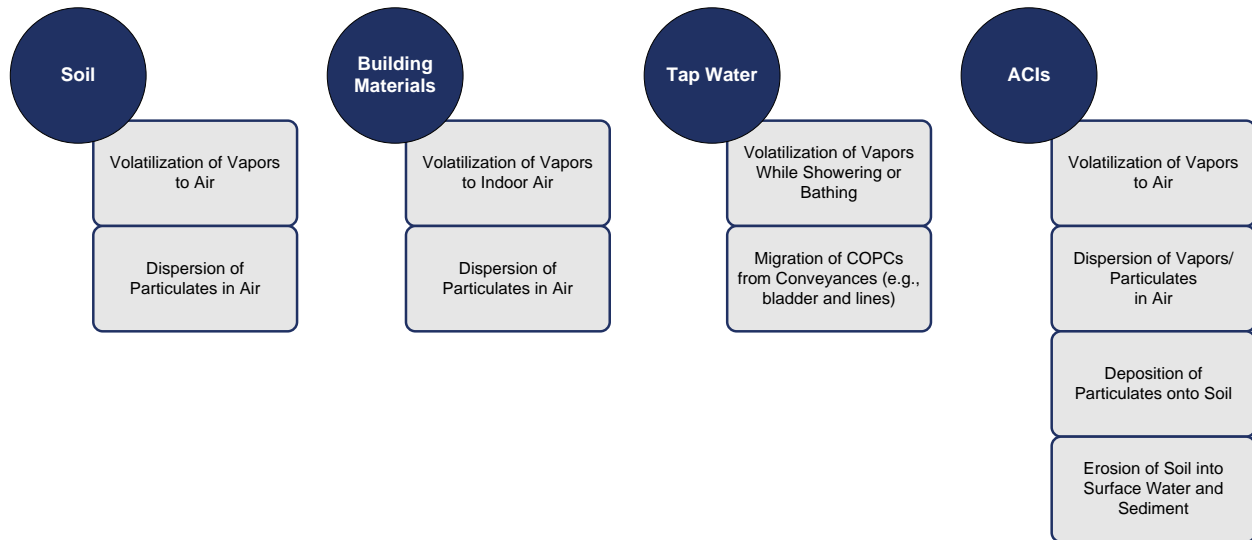 Soil
Volatilization of Vapors
to Air
Dispersion of
Particulates in Air
Building
Materials
Volatilization of Vapors
to Indoor Air
Dispersion of
Particulates in Air
Tap Water
Volatilization of Vapors
While Showering or
Bathing
Migration of COPCs
from Conveyances (e.g.,
bladder and lines)
ACIs
Volatilization of Vapors
to Air
Dispersion of Vapors/
Particulates
in Air
Deposition of
Particulates onto Soil
Erosion of Soil into
Surface Water and
Sediment